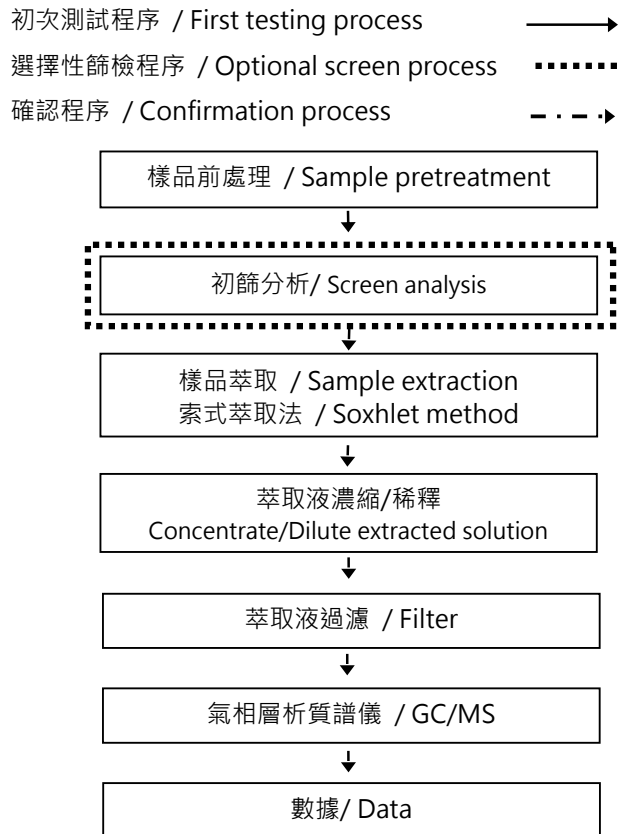 初次測試程序 / First testing process
選擇性篩檢程序 / Optional screen process
確認程序 / Confirmation process
樣品前處理 / Sample pretreatment
初篩分析/ Screen analysis
樣品萃取 / Sample extraction
索式萃取法 / Soxhlet method
萃取液濃縮/稀釋
Concentrate/Dilute extracted solution
萃取液過濾 / Filter
氣相層析質譜儀 / GC/MS
數據/ Data